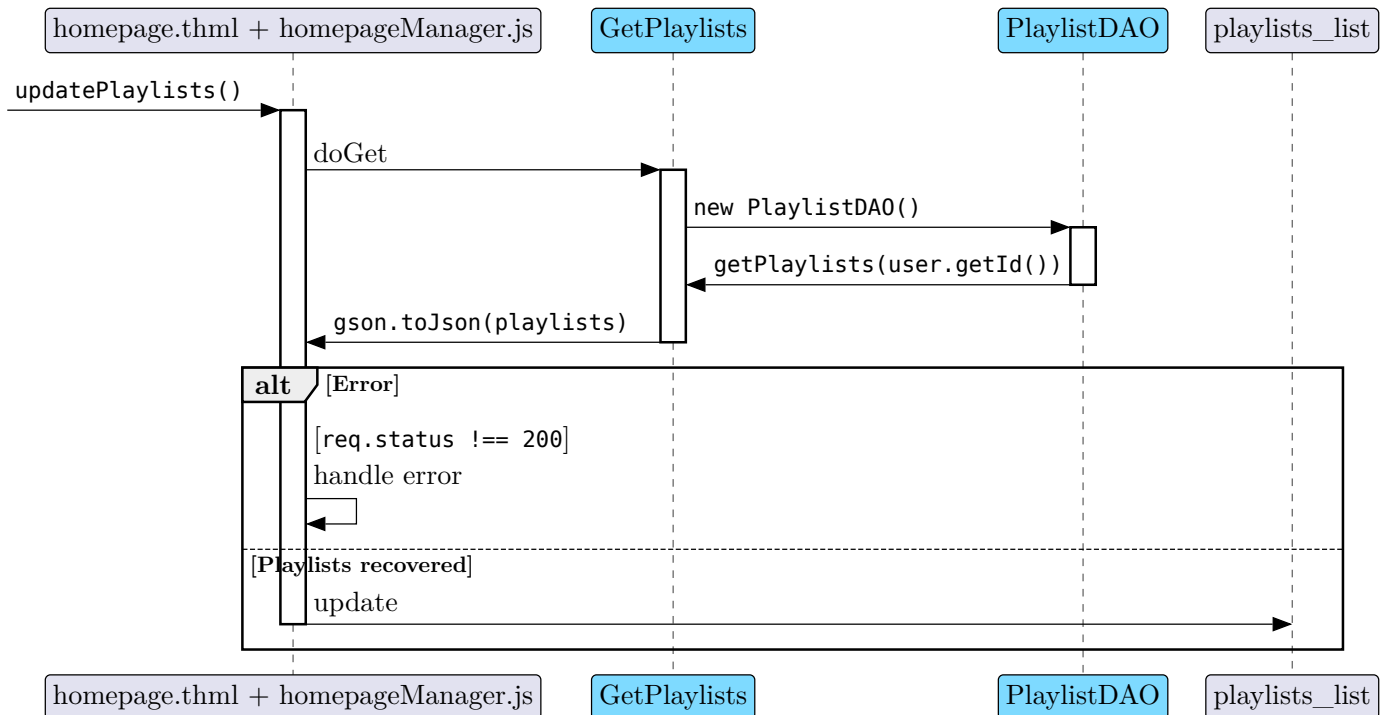 homepage.thml + homepageManager.js
GetPlaylists
PlaylistDAO
playlists_list
updatePlaylists()
doGet
new PlaylistDAO()
getPlaylists(user.getId())
gson.toJson(playlists)
alt [Error]
[req.status !== 200]
handle error
[Playlists recovered]
update
homepage.thml + homepageManager.js
GetPlaylists
PlaylistDAO
playlists_list